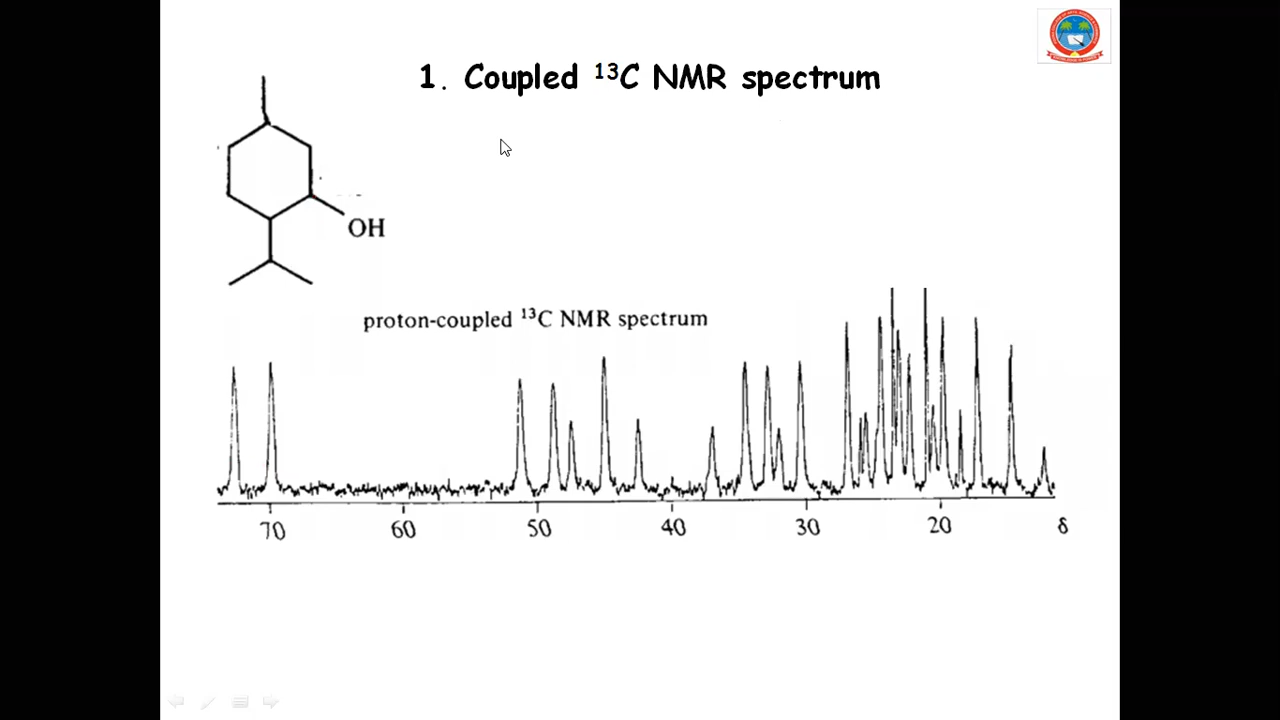 1. Coupled ¹³C NMR spectrum
OH
proton-coupled ¹³C NMR spectrum
70 60 50 40 30 20 δ